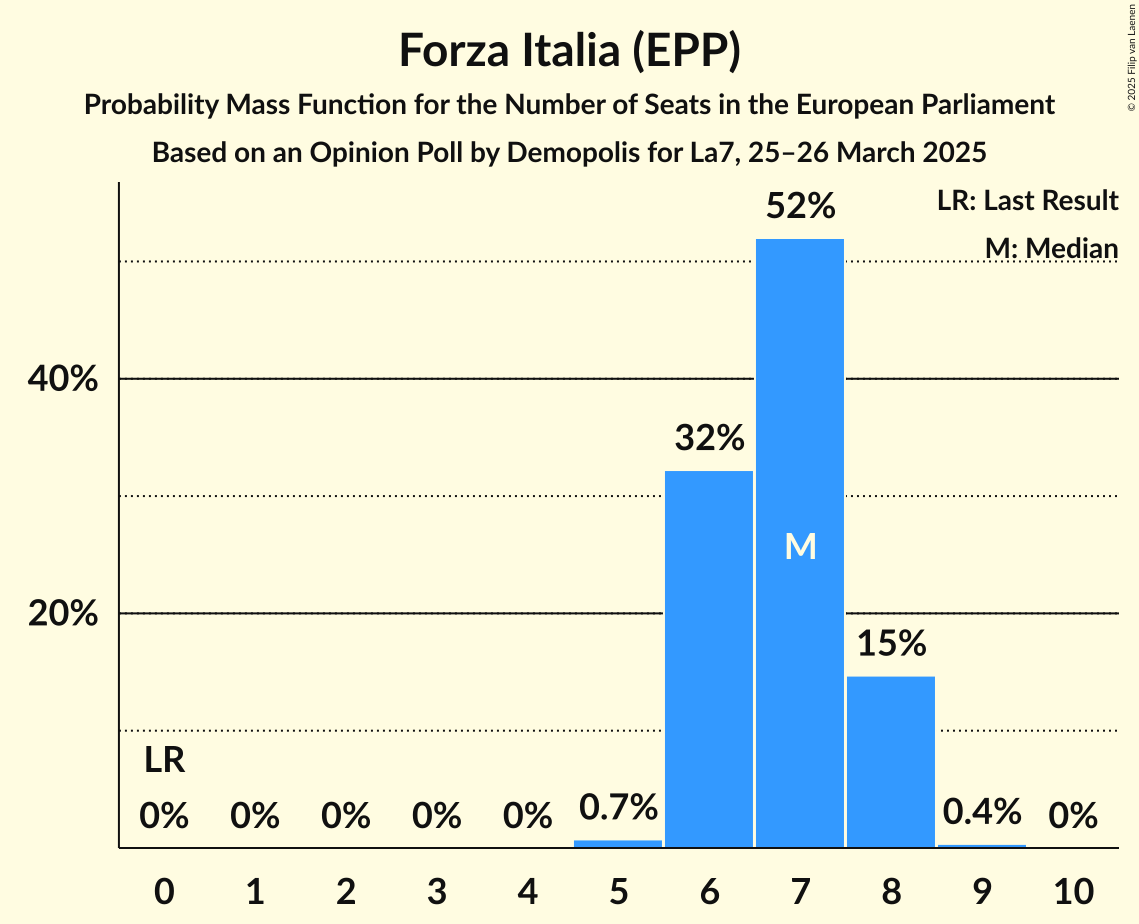 Forza Italia (EPP)
Probability Mass Function for the Number of Seats in the European Parliament
Based on an Opinion Poll by Demopolis for La7, 25–26 March 2025
© 2025 Filip van Laenen
LR: Last Result
M: Median
52%
40%
32%
M
20%
15%
LR
0% 0% 0% 0% 0% 0.7% 0.4% 0%
0 1 2 3 4 5 6 7 8 9 10